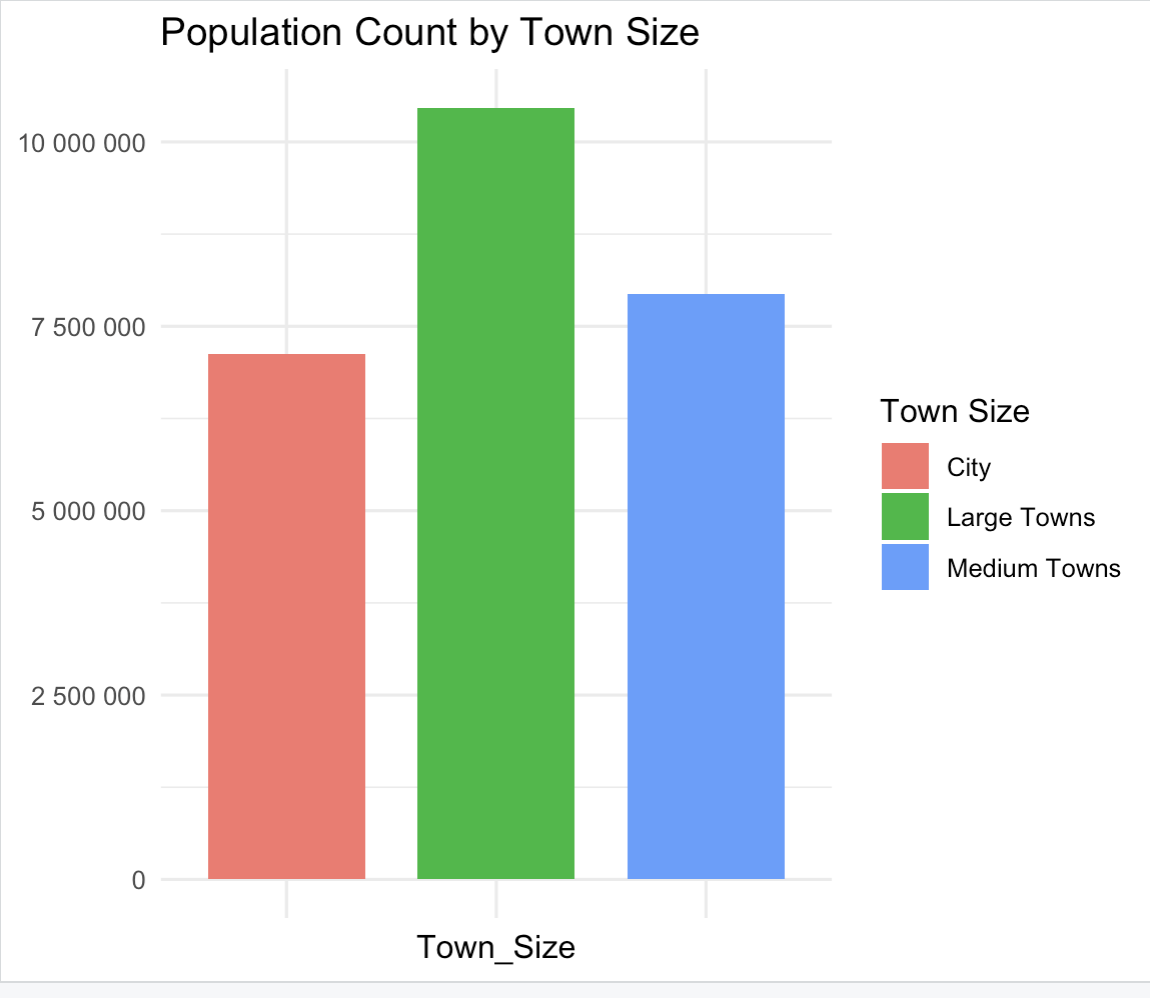 Population Count by Town Size
10 000 000
7 500 000
5 000 000
2 500 000
0
Town_Size
Town Size
City
Large Towns
Medium Towns